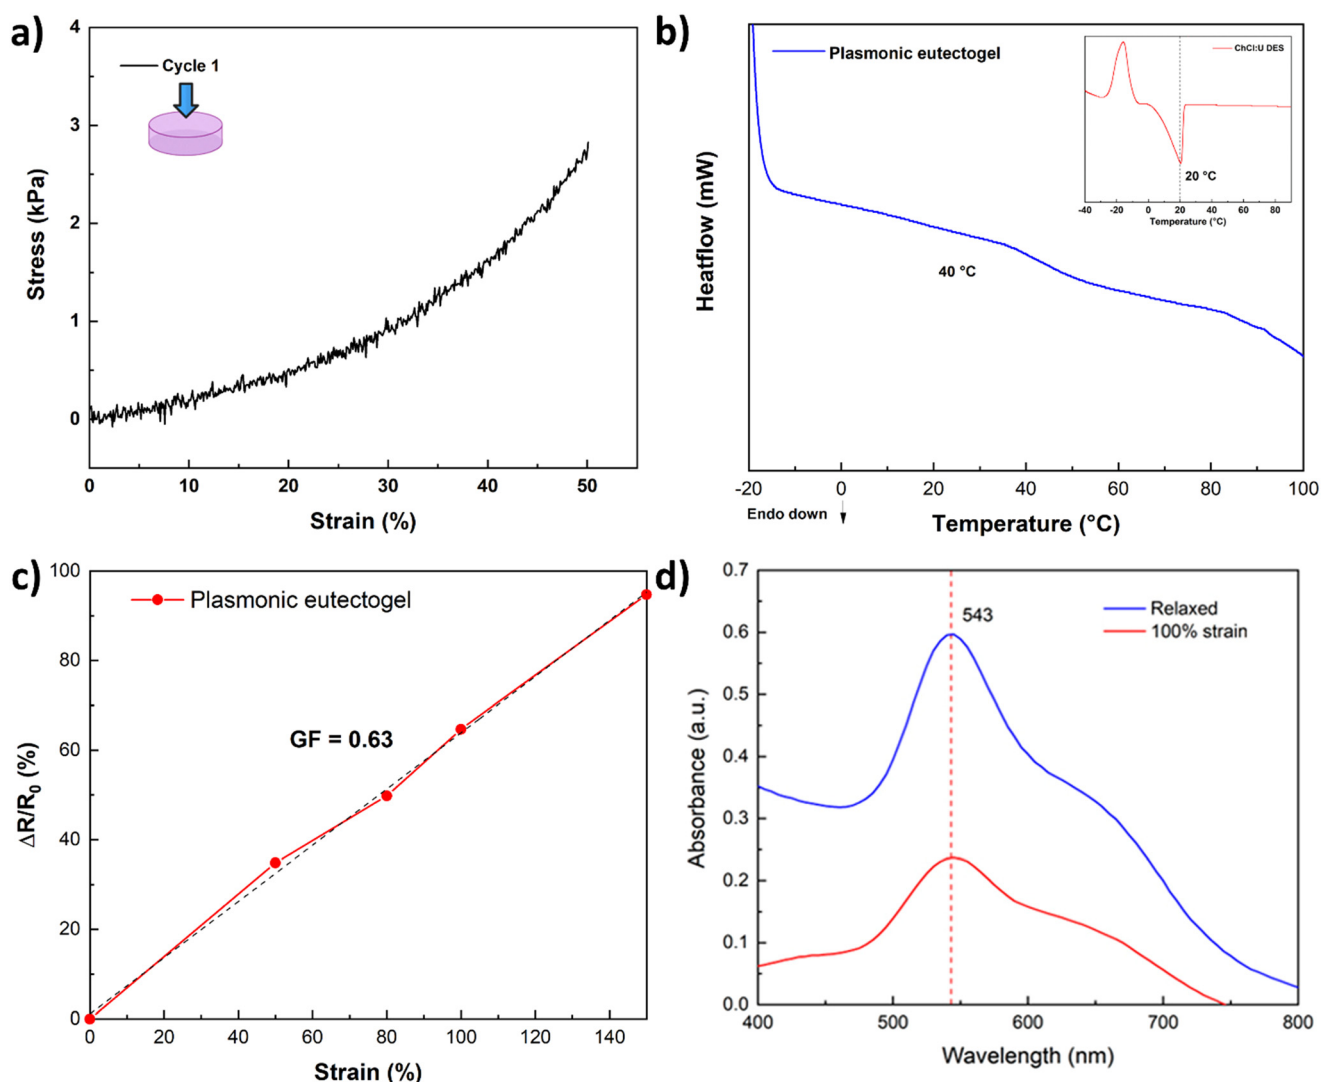 a)
4
3
2
1
0
Stress (kPa)
Cycle 1
0 10 20 30 40 50
Strain (%)
b)
Heatflow (mW)
Plasmonic eutectogel
40 °C
ChCl:U DES
20 °C
-40 -20 0 20 40 60 80
Temperature (°C)
-20 0 20 40 60 80 100
Endo down
Temperature (°C)
c)
100
80
60
40
20
0
ΔR/R0 (%)
Plasmonic eutectogel
GF = 0.63
0 20 40 60 80 100 120 140
Strain (%)
d)
0.7
0.6
0.5
0.4
0.3
0.2
0.1
0.0
Absorbance (a.u.)
543
Relaxed
100% strain
400 500 600 700 800
Wavelength (nm)